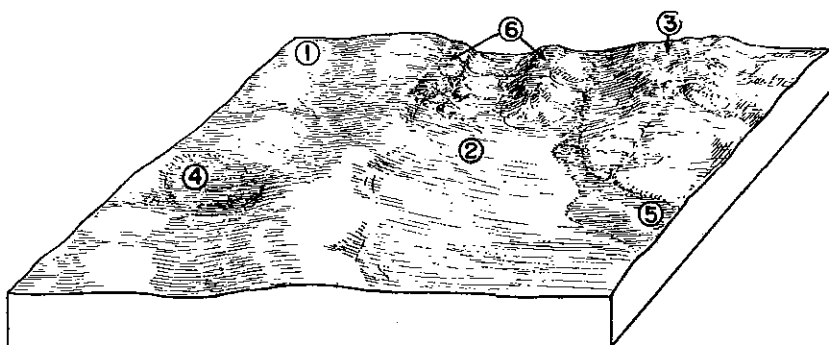 ① ⑥ ③
②
④
⑤